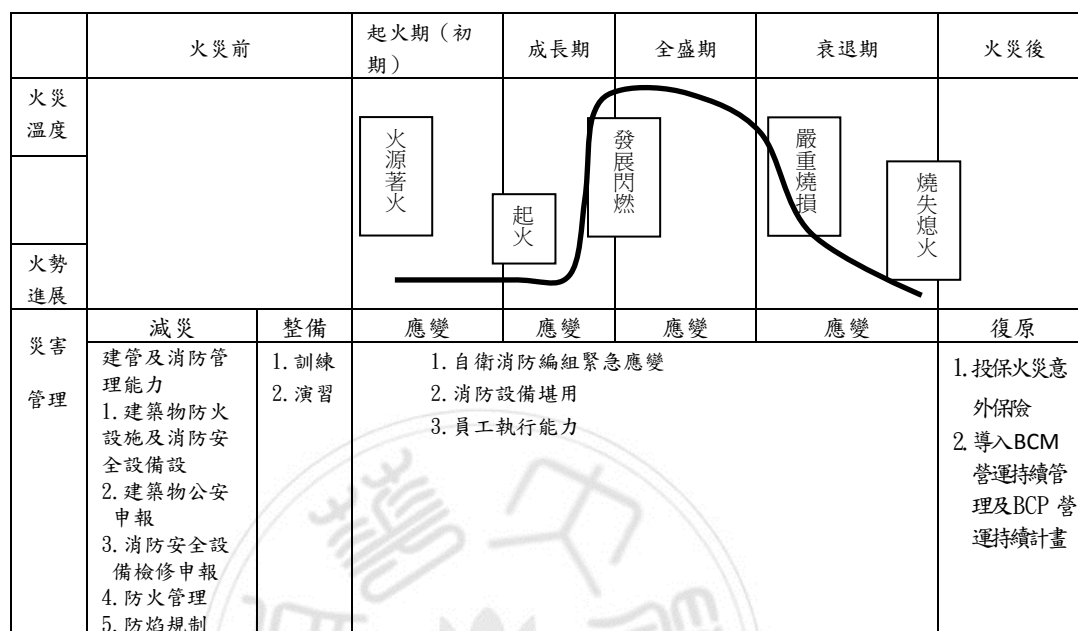 火災前
起火期（初
期）
成長期
全盛期
衰退期
火災後
火災
溫度
火勢
進展
火源著火
起火
發展閃燃
嚴重燒損
燒失熄火
災害
管理
減災
整備
應變
應變
應變
應變
復原
建管及消防管
理能力
1.建築物防火
設施及消防安
全設備設
2.建築物公安
申報
3.消防安全設
備檢修申報
4.防火管理
5.防焰規制
1.訓練
2.演習
1.自衛消防編組緊急應變
2.消防設備堪用
3.員工執行能力
1.投保火災意
外保險
2.導入BCM
營運持續管
理及BCP 營
運持續計畫